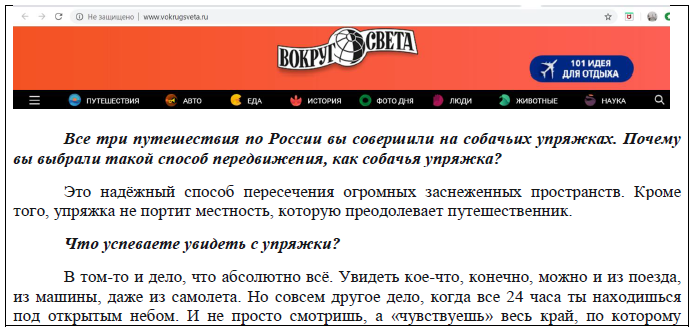 Не защищено | www.vokrugsveta.ru
ВОКРУГ СВЕТА
101 ИДЕЯ
ДЛЯ ОТДЫХА
ПУТЕШЕСТВИЯ АВТО ЕДА ИСТОРИЯ ФОТО ДНЯ ЛЮДИ ЖИВОТНЫЕ НАУКА
Все три путешествия по России вы совершили на собачьих упряжках. Почему
вы выбрали такой способ передвижения, как собачья упряжка?
Это надёжный способ пересечения огромных заснеженных пространств. Кроме
того, упряжка не портит местность, которую преодолевает путешественник.
Что успеваете увидеть с упряжки?
В том-то и дело, что абсолютно всё. Увидеть кое-что, конечно, можно и из поезда,
из машины, даже из самолета. Но совсем другое дело, когда все 24 часа ты находишься
под открытым небом. И не просто смотришь, а «чувствуешь» весь край, по которому